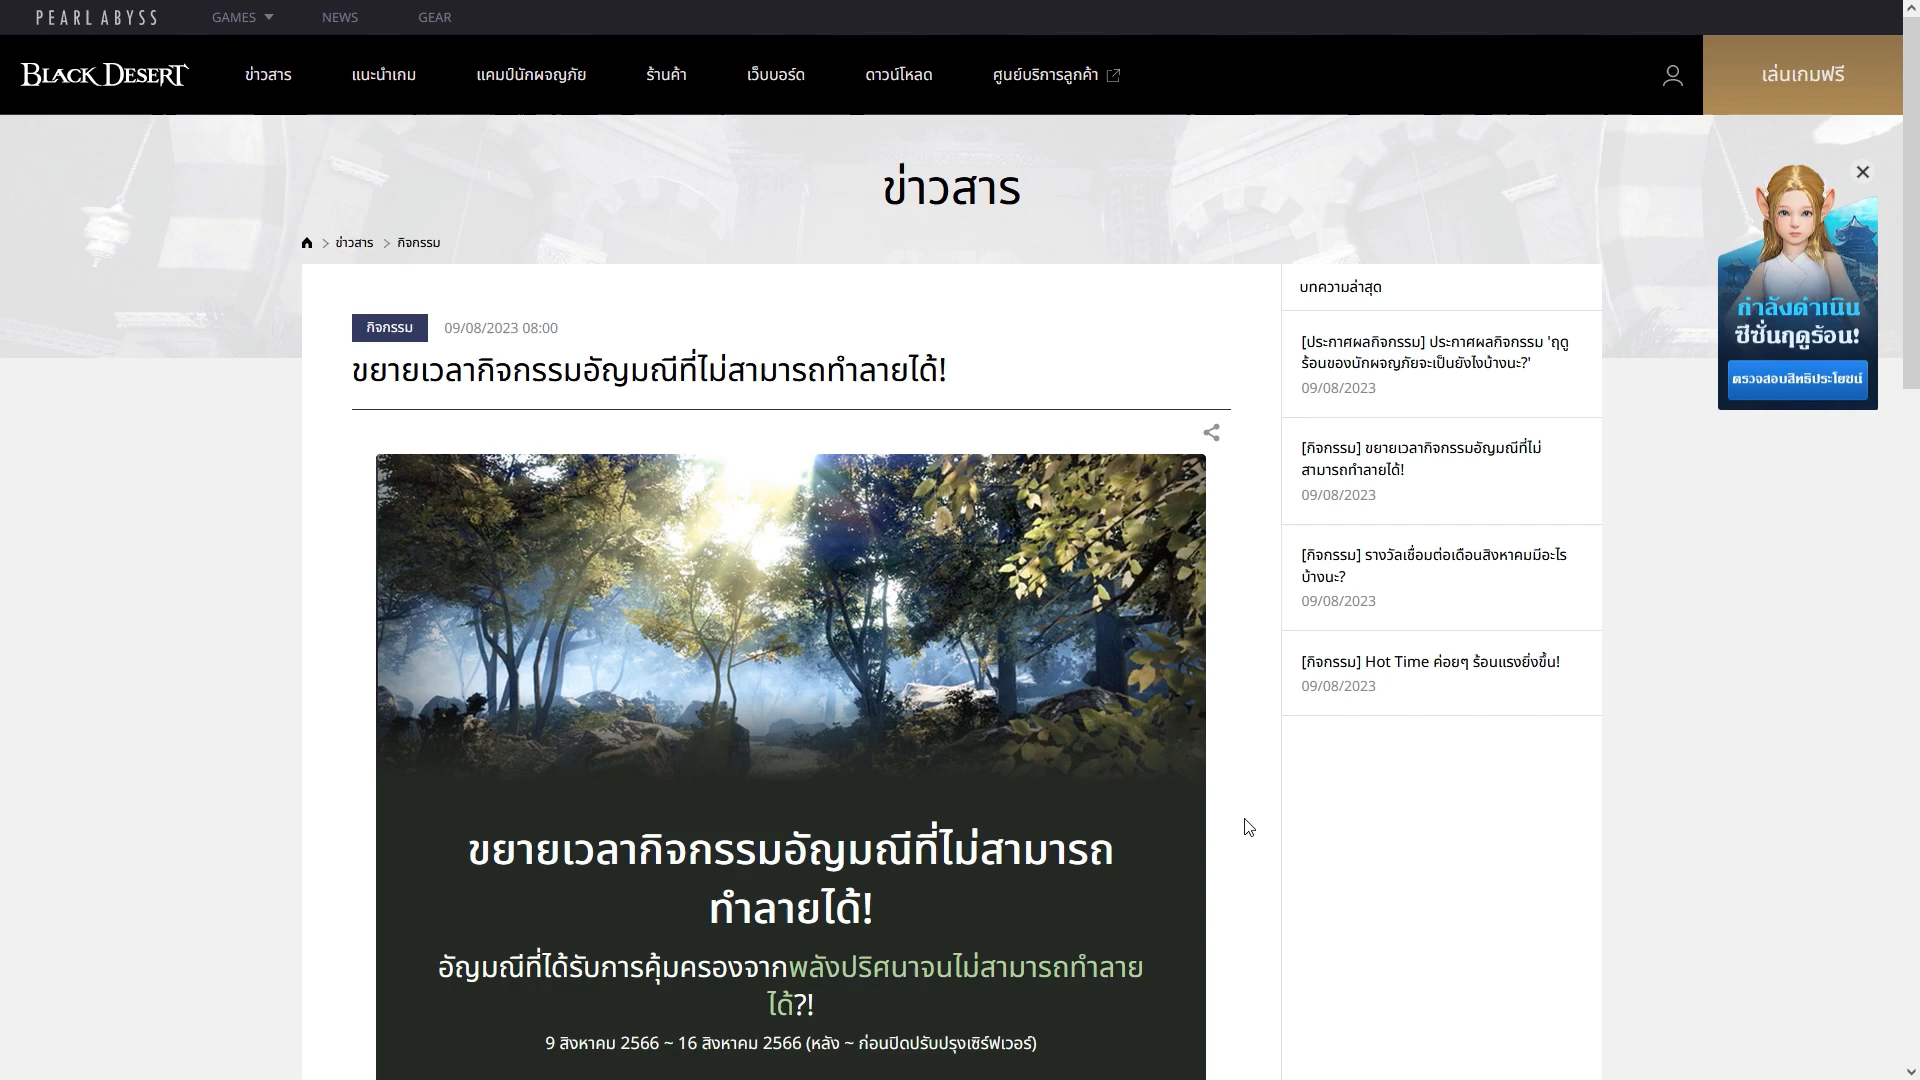 PEARL ABYSS
GAMES
NEWS
GEAR
BLACK DESERT
ข่าวสาร
แนะนำเกม
แคมป์นักผจญภัย
ร้านค้า
เว็บบอร์ด
ดาวน์โหลด
ศูนย์บริการลูกค้า
เล่นเกมฟรี
ข่าวสาร
ข่าวสาร
กิจกรรม
กิจกรรม
09/08/2023 08:00
ขยายเวลากิจกรรมอัญมณีที่ไม่สามารถทำลายได้!
ขยายเวลากิจกรรมอัญมณีที่ไม่สามารถ
ทำลายได้!
อัญมณีที่ได้รับการคุ้มครองจากพลังปริศนาจนไม่สามารถทำลาย
ได้?!
9 สิงหาคม 2566 ~ 16 สิงหาคม 2566 (หลัง ~ ก่อนปิดปรับปรุงเซิร์ฟเวอร์)
บทความล่าสุด
[ประกาศผลกิจกรรม] ประกาศผลกิจกรรม 'ฤดู
ร้อนของนักผจญภัยจะเป็นยังไงบ้างนะ?'
09/08/2023
[กิจกรรม] ขยายเวลากิจกรรมอัญมณีที่ไม่
สามารถทำลายได้!
09/08/2023
[กิจกรรม] รางวัลเชื่อมต่อเดือนสิงหาคมมีอะไร
บ้างนะ?
09/08/2023
[กิจกรรม] Hot Time ค่อยๆ ร้อนแรงยิ่งขึ้น!
09/08/2023
กำลังดำเนิน
ซีซั่นฤดูร้อน!
ตรวจสอบสิทธิประโยชน์